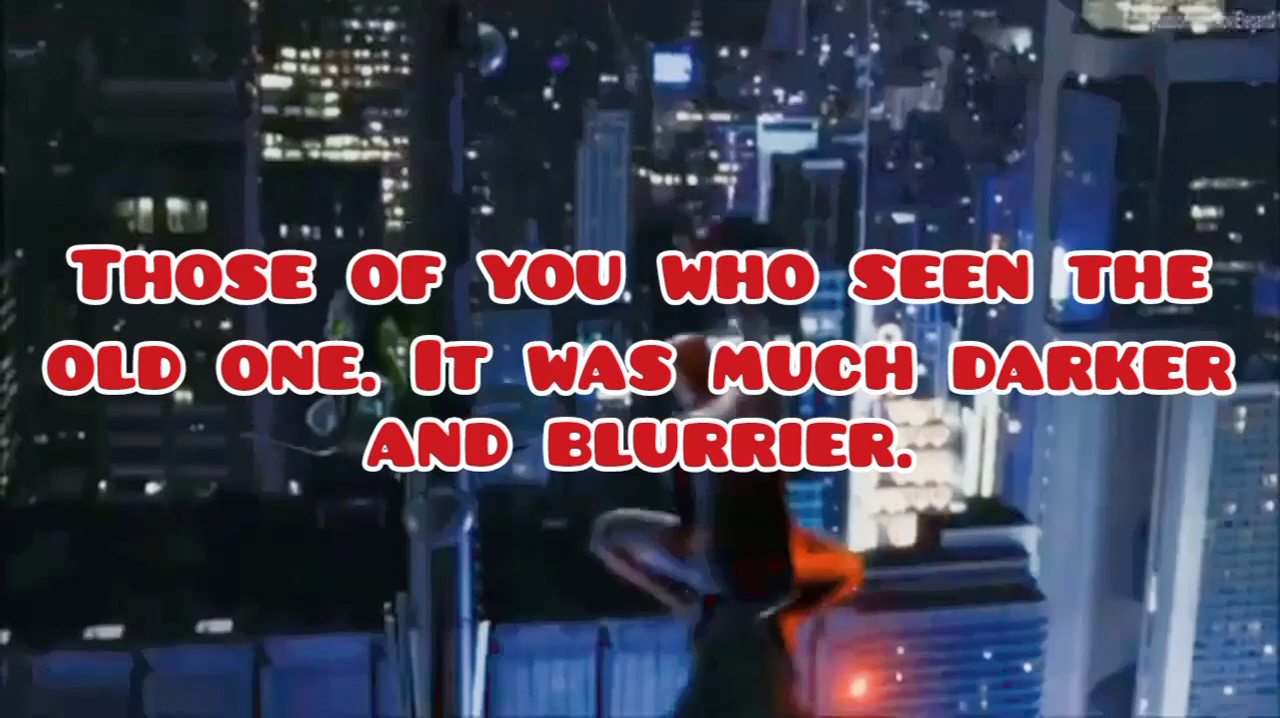 Those of you who seen the
old one. It was much darker
and blurrier.